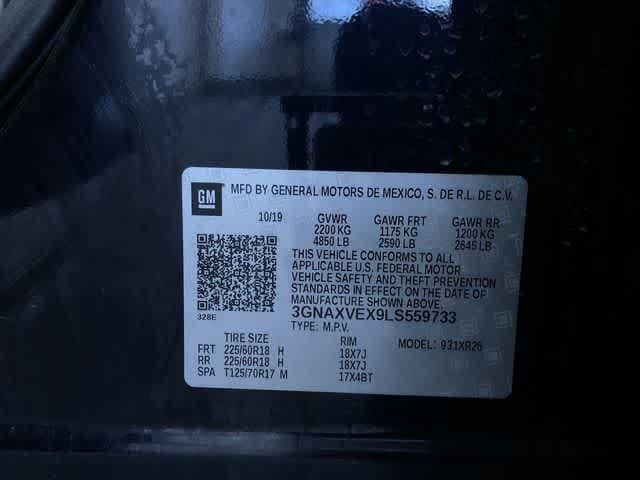 GM MFD BY GENERAL MOTORS DE MEXICO, S. DE R.L. DE C.V.
10/19 GVWR GAWR FRT GAWR RR
2200 KG 1175 KG 1200 KG
4850 LB 2590 LB 2645 LB
THIS VEHICLE CONFORMS TO ALL
APPLICABLE U.S. FEDERAL MOTOR
VEHICLE SAFETY AND THEFT PREVENTION
STANDARDS IN EFFECT ON THE DATE OF
MANUFACTURE SHOWN ABOVE.
3GNAXVEX9LS559733
328E TYPE: M.P.V.
TIRE SIZE RIM MODEL: 931XR26
FRT 225/60R18 H 18X7J
RR 225/60R18 H 18X7J
SPA T125/70R17 M 17X4BT